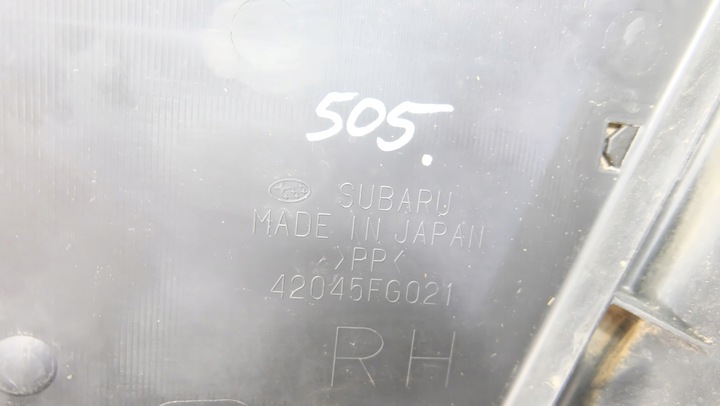 505.
SUBARU
MADE IN JAPAN
>PP<
42045FG021
RH